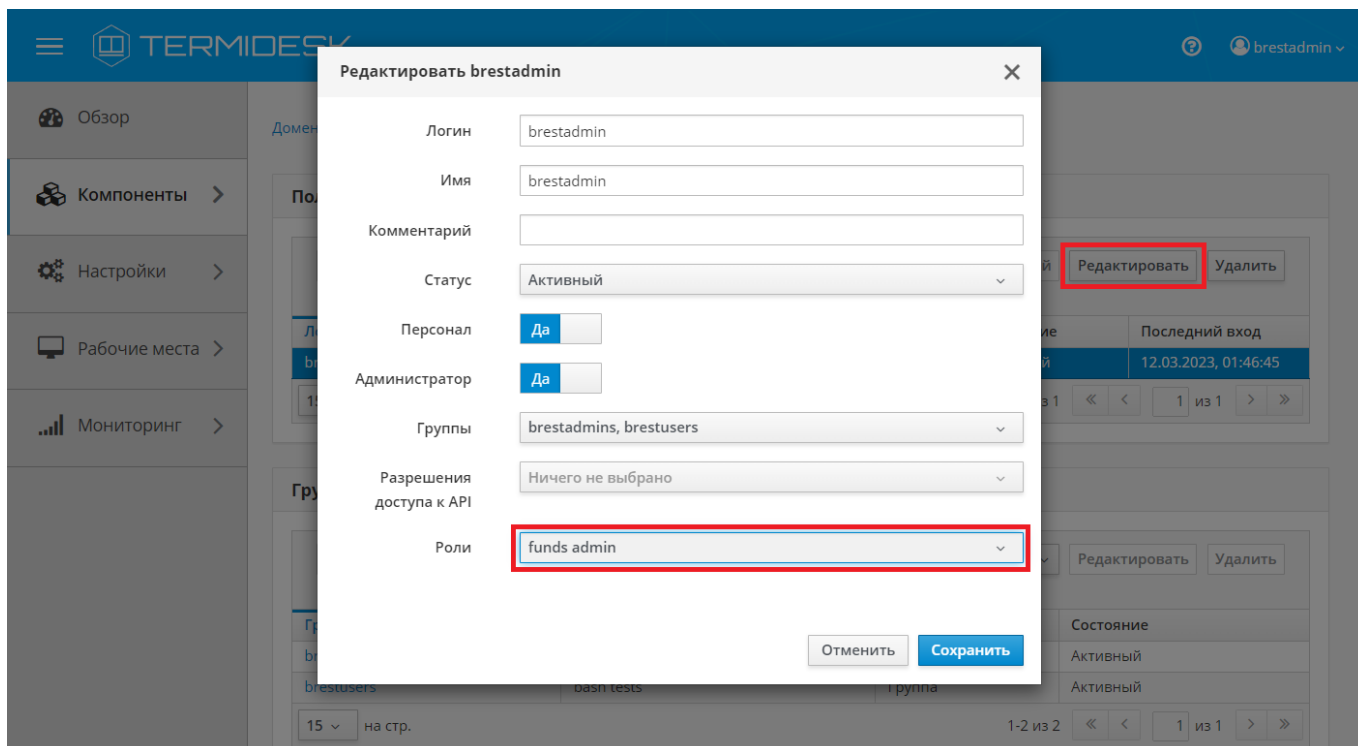 TERMIDESK
brestadmin
Обзор
Компоненты
Настройки
Рабочие места
Мониторинг
Домен
Редактировать brestadmin
Логин
brestadmin
Имя
brestadmin
Комментарий
Статус
Активный
Персонал
Да
Администратор
Да
Группы
brestadmins, brestusers
Разрешения
доступа к API
Ничего не выбрано
Роли
funds admin
Отменить
Сохранить
Редактировать
Удалить
Последний вход
12.03.2023, 01:46:45
1 из 1
Редактировать
Удалить
Состояние
Активный
brestusers
bash tests
Группа
Активный
15
на стр.
1-2 из 2
1 из 1